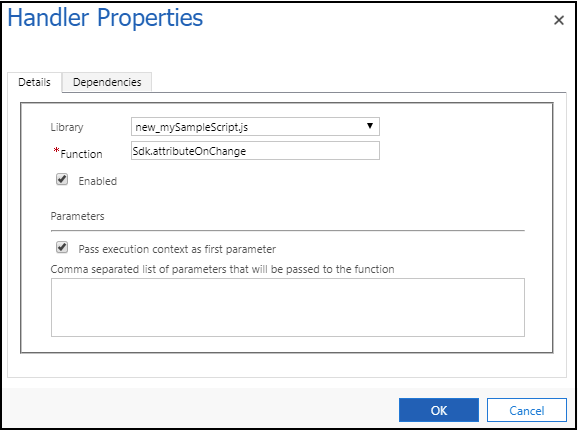 Handler Properties
Details
Dependencies
Library
new_mySampleScript.js
*Function
Sdk.attributeOnChange
Enabled
Parameters
Pass execution context as first parameter
Comma separated list of parameters that will be passed to the function
OK
Cancel